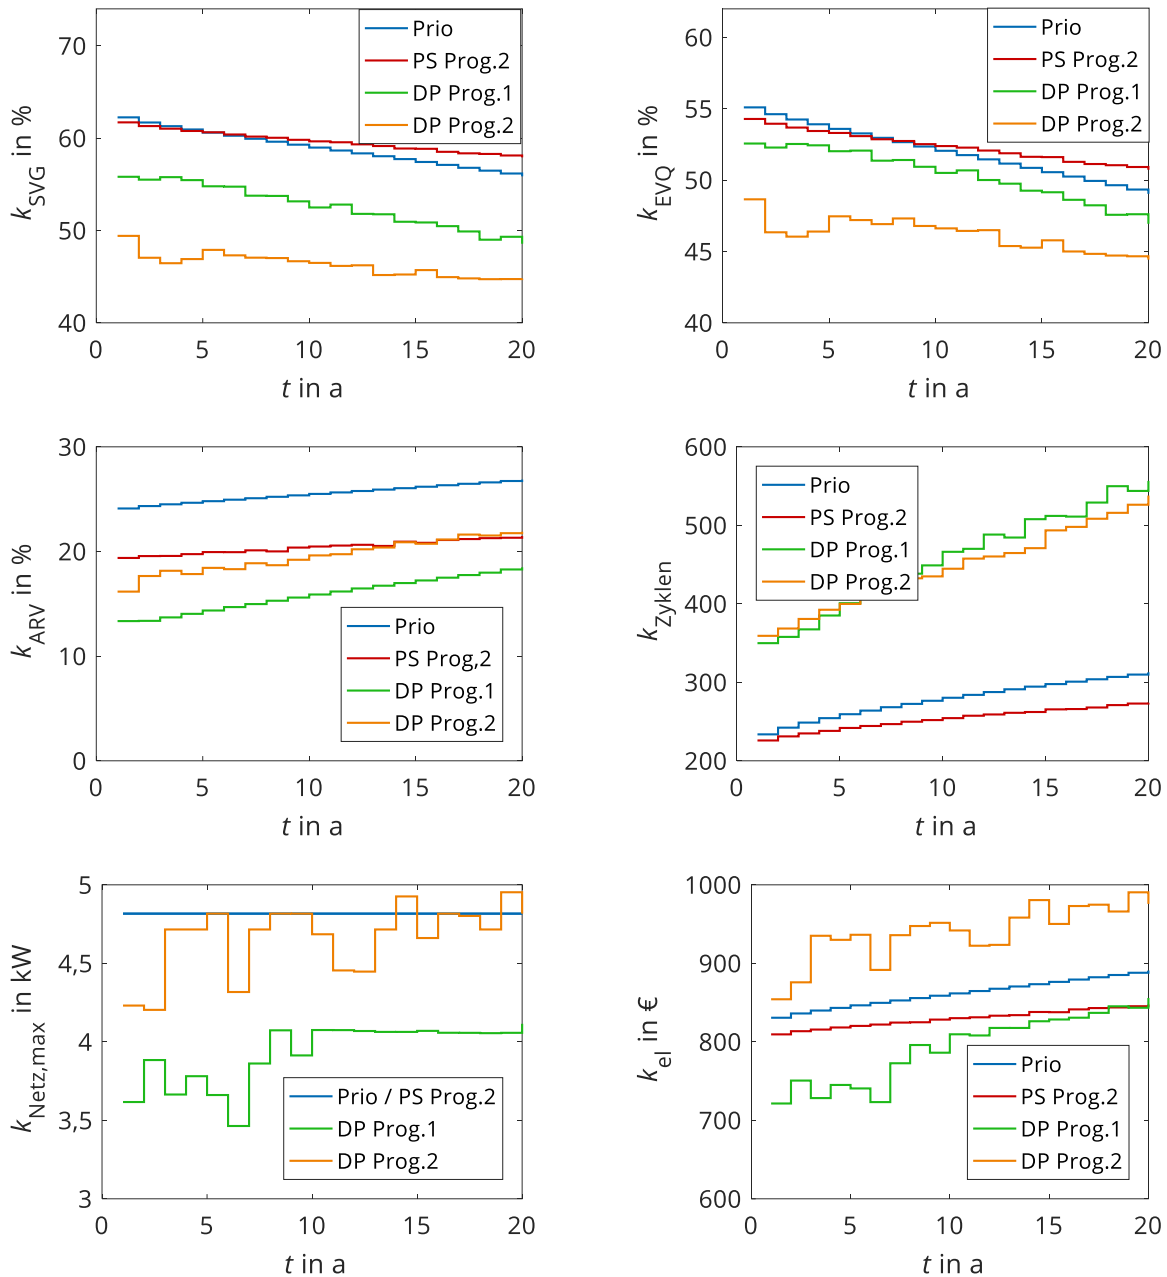 70
60
50
40
0
5
10
15
20
k_SVG in %
t in a
Prio
PS Prog.2
DP Prog.1
DP Prog.2
60
55
50
45
40
0
5
10
15
20
k_EVQ in %
t in a
Prio
PS Prog.2
DP Prog.1
DP Prog.2
30
20
10
0
0
5
10
15
20
k_ARV in %
t in a
Prio
PS Prog,2
DP Prog.1
DP Prog.2
600
500
400
300
200
0
5
10
15
20
k_Zyklen
t in a
Prio
PS Prog.2
DP Prog.1
DP Prog.2
5
4,5
4
3,5
3
0
5
10
15
20
k_Netz,max in kW
t in a
Prio / PS Prog.2
DP Prog.1
DP Prog.2
1000
900
800
700
600
0
5
10
15
20
k_el in €
t in a
Prio
PS Prog.2
DP Prog.1
DP Prog.2